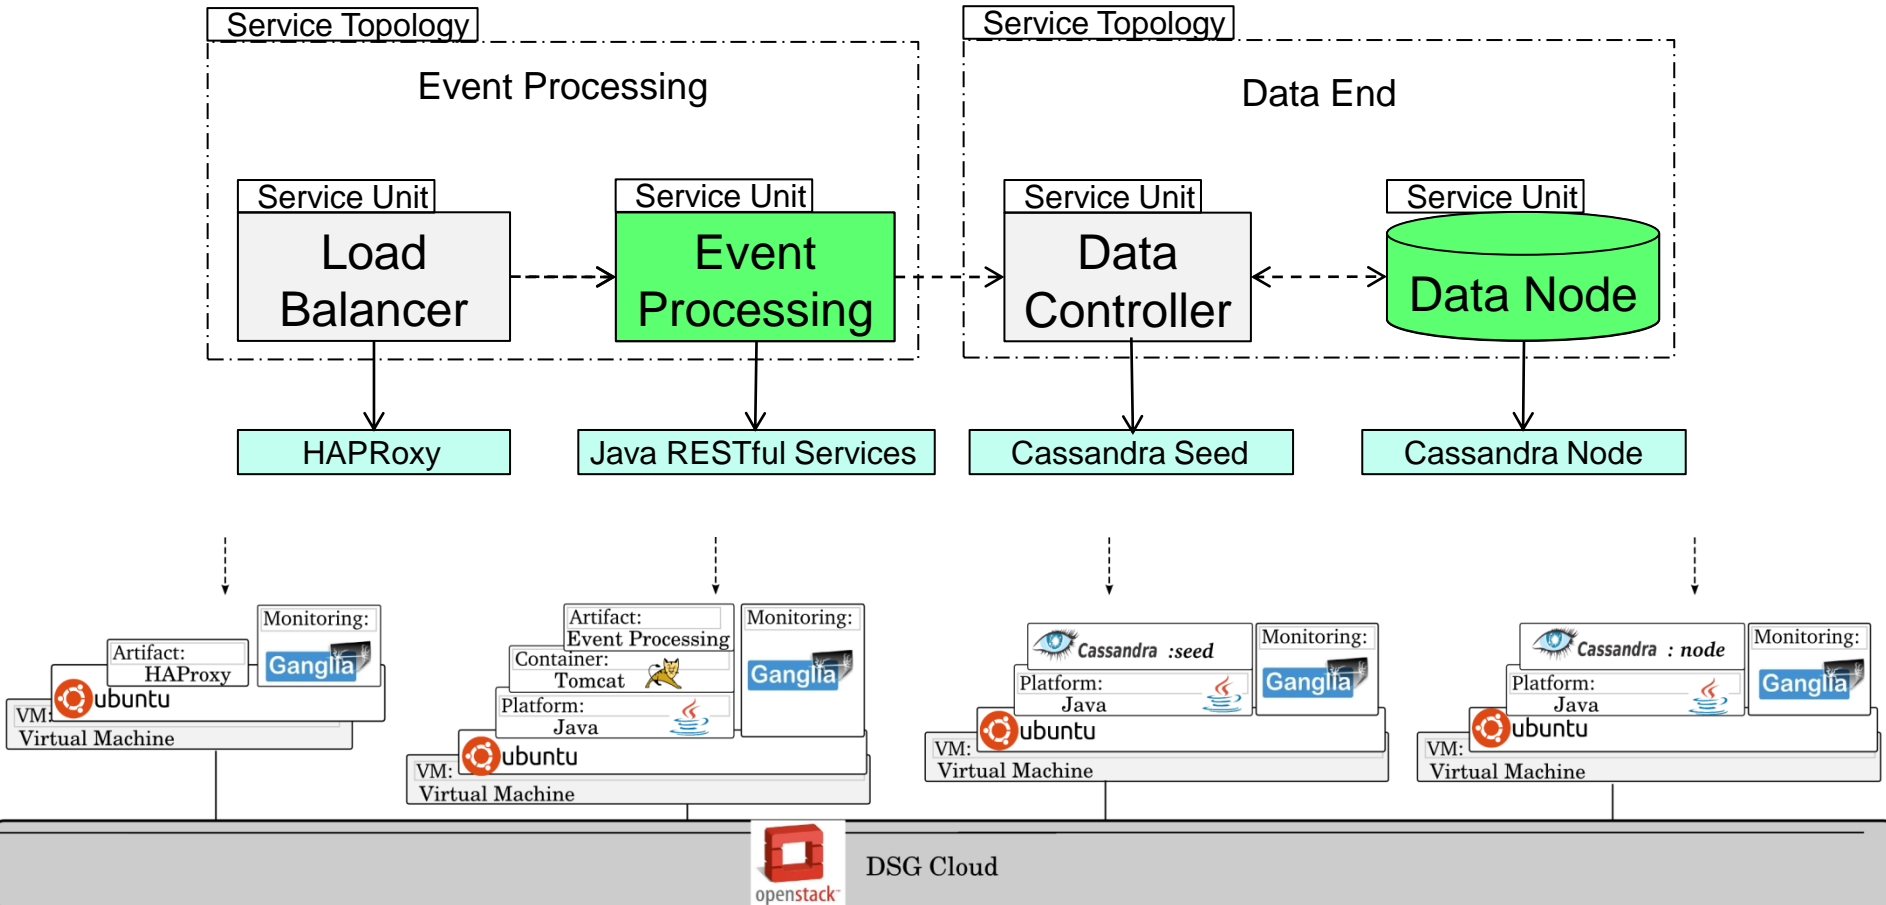 Service Topology
Service Topology
Event Processing
Data End
Service Unit
Service Unit
Service Unit
Service Unit
Load
Balancer
Event
Processing
Data
Controller
Data Node
HAPRoxy
Java RESTful Services
Cassandra Seed
Cassandra Node
Artifact:
HAProxy
Monitoring:
Ganglia
ubuntu
VM:
Virtual Machine
Artifact:
Event Processing
Container:
Tomcat
Platform:
Java
Monitoring:
Ganglia
ubuntu
VM:
Virtual Machine
Cassandra :seed
Platform:
Java
Monitoring:
Ganglia
ubuntu
VM:
Virtual Machine
Cassandra : node
Platform:
Java
Monitoring:
Ganglia
ubuntu
VM:
Virtual Machine
openstack
DSG Cloud